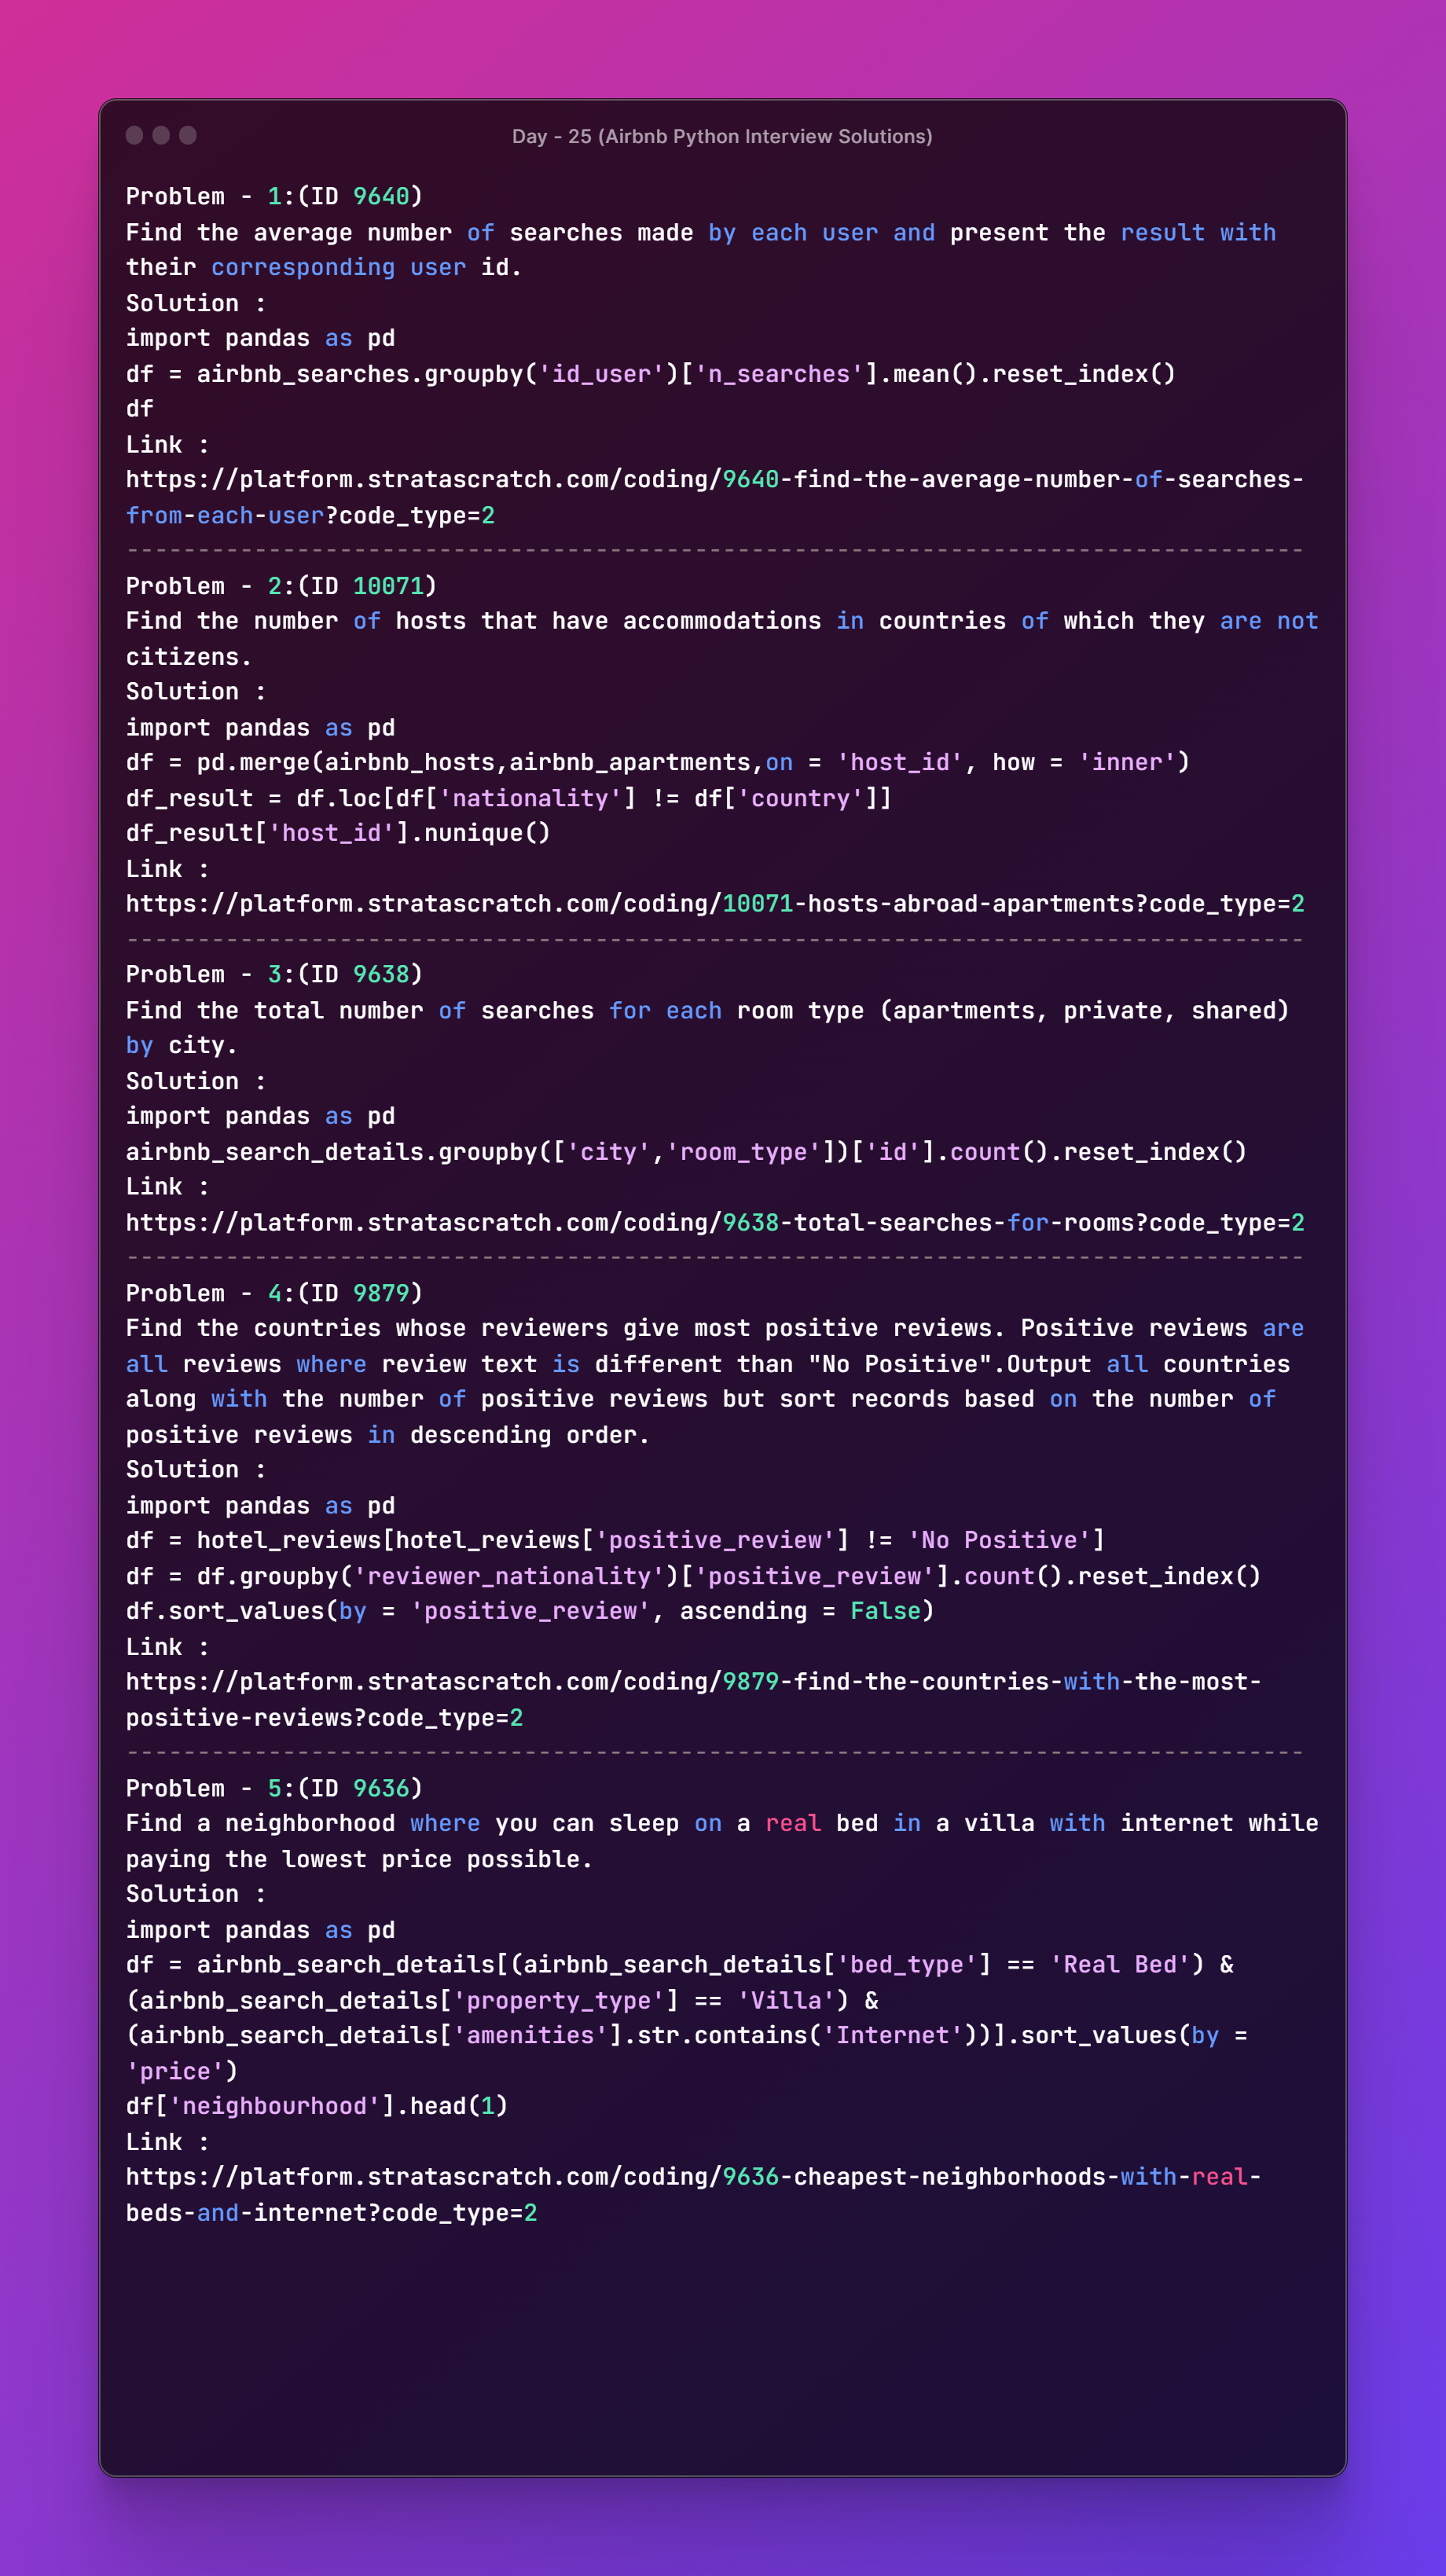 Day - 25 (Airbnb Python Interview Solutions)
Problem - 1:(ID 9640)
Find the average number of searches made by each user and present the result with
their corresponding user id.
Solution :
import pandas as pd
df = airbnb_searches.groupby('id_user')['n_searches'].mean().reset_index()
df
Link :
https://platform.stratascratch.com/coding/9640-find-the-average-number-of-searches-
from-each-user?code_type=2
-----------------------------------------------------------------------------------
Problem - 2:(ID 10071)
Find the number of hosts that have accommodations in countries of which they are not
citizens.
Solution :
import pandas as pd
df = pd.merge(airbnb_hosts,airbnb_apartments,on = 'host_id', how = 'inner')
df_result = df.loc[df['nationality'] != df['country']]
df_result['host_id'].nunique()
Link :
https://platform.stratascratch.com/coding/10071-hosts-abroad-apartments?code_type=2
-----------------------------------------------------------------------------------
Problem - 3:(ID 9638)
Find the total number of searches for each room type (apartments, private, shared)
by city.
Solution :
import pandas as pd
airbnb_search_details.groupby(['city','room_type'])['id'].count().reset_index()
Link :
https://platform.stratascratch.com/coding/9638-total-searches-for-rooms?code_type=2
-----------------------------------------------------------------------------------
Problem - 4:(ID 9879)
Find the countries whose reviewers give most positive reviews. Positive reviews are
all reviews where review text is different than "No Positive".Output all countries
along with the number of positive reviews but sort records based on the number of
positive reviews in descending order.
Solution :
import pandas as pd
df = hotel_reviews[hotel_reviews['positive_review'] != 'No Positive']
df = df.groupby('reviewer_nationality')['positive_review'].count().reset_index()
df.sort_values(by = 'positive_review', ascending = False)
Link :
https://platform.stratascratch.com/coding/9879-find-the-countries-with-the-most-
positive-reviews?code_type=2
-----------------------------------------------------------------------------------
Problem - 5:(ID 9636)
Find a neighborhood where you can sleep on a real bed in a villa with internet while
paying the lowest price possible.
Solution :
import pandas as pd
df = airbnb_search_details[(airbnb_search_details['bed_type'] == 'Real Bed') &
(airbnb_search_details['property_type'] == 'Villa') &
(airbnb_search_details['amenities'].str.contains('Internet'))].sort_values(by =
'price')
df['neighbourhood'].head(1)
Link :
https://platform.stratascratch.com/coding/9636-cheapest-neighborhoods-with-real-
beds-and-internet?code_type=2